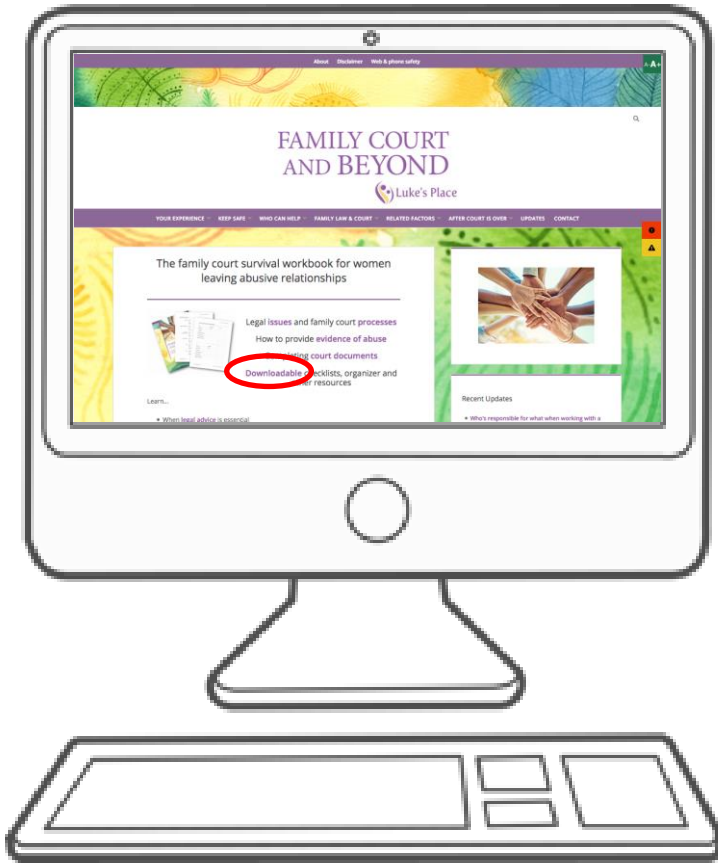 About Disclaimer Web & phone safety
A- A+
FAMILY COURT
AND BEYOND
Luke's Place
YOUR EXPERIENCE KEEP SAFE WHO CAN HELP FAMILY LAW & COURT RELATED FACTORS AFTER COURT IS OVER UPDATES CONTACT
The family court survival workbook for women
leaving abusive relationships
Legal issues and family court processes
How to provide evidence of abuse
court documents
Downloadable checklists, organizer and
resources
Learn...
When legal advice is essential
Recent Updates
Who's responsible for what when working with a